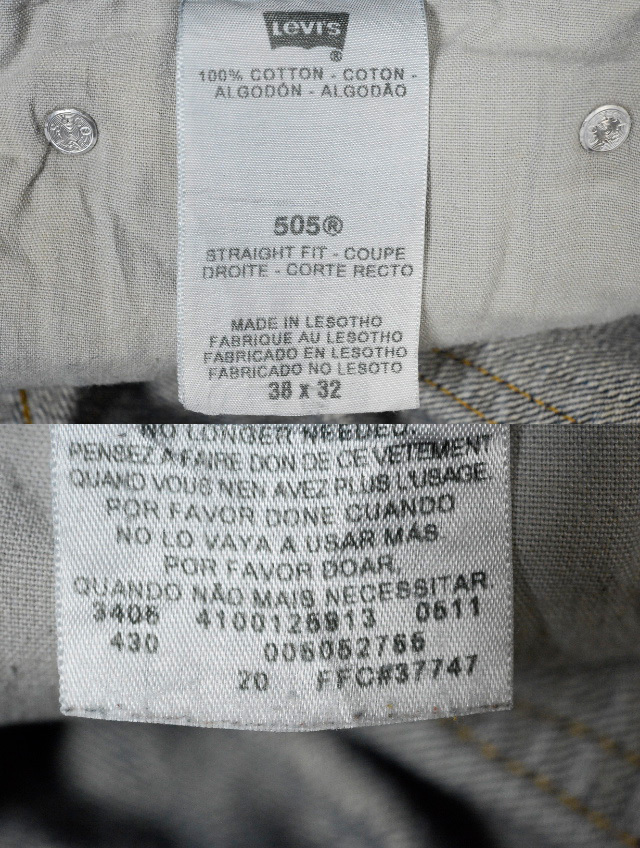 Levi's
®
100% COTTON - COTON -
ALGODÓN - ALGODÃO
505®
STRAIGHT FIT - COUPE
DROITE - CORTE RECTO
MADE IN LESOTHO
FABRIQUE AU LESOTHO
FABRICADO EN LESOTHO
FABRICADO NO LESOTO
38 x 32
NO LONGER NEEDED
PENSEZ A FAIRE DON DE CE VETEMENT
QUAND VOUS N'EN AVEZ PLUS L'USAGE.
POR FAVOR DONE CUANDO
NO LO VAYA A USAR MÁS.
POR FAVOR DOAR,
QUANDO NÃO MAIS NECESSITAR.
3406 0611
430
20 FFC#37747